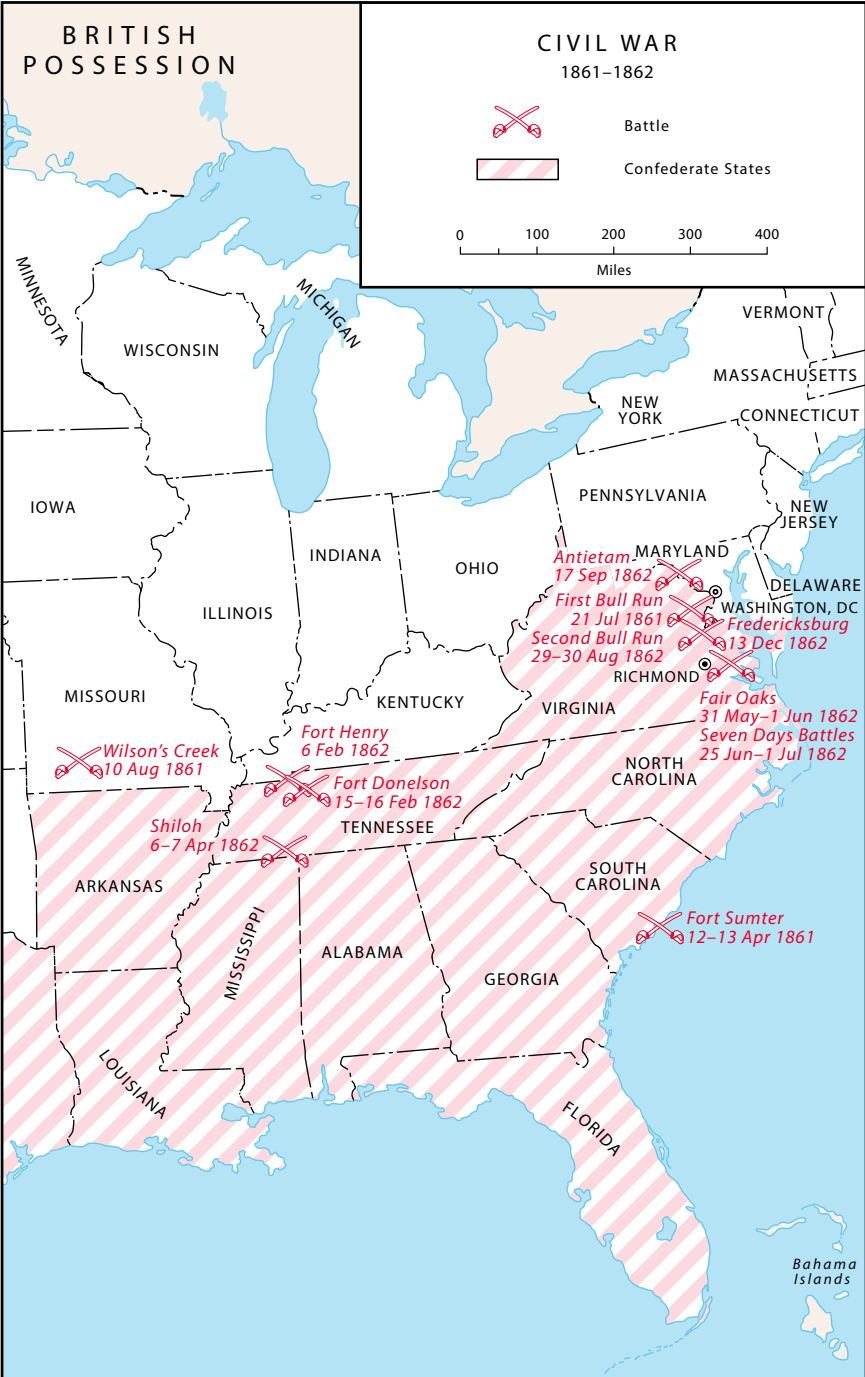 BRITISH
POSSESSION
CIVIL WAR
1861–1862
Battle
Confederate States
0 100 200 300 400
Miles
MINNESOTA
WISCONSIN
MICHIGAN
VERMONT
MASSACHUSETTS
NEW
YORK
CONNECTICUT
IOWA
PENNSYLVANIA
NEW
JERSEY
INDIANA
OHIO
ILLINOIS
MARYLAND
DELAWARE
WASHINGTON, DC
Antietam
17 Sep 1862
First Bull Run
21 Jul 1861
Second Bull Run
29–30 Aug 1862
Fredericksburg
13 Dec 1862
RICHMOND
MISSOURI
KENTUCKY
VIRGINIA
Fair Oaks
31 May–1 Jun 1862
Seven Days Battles
25 Jun–1 Jul 1862
Wilson's Creek
10 Aug 1861
Fort Henry
6 Feb 1862
Fort Donelson
15–16 Feb 1862
NORTH
CAROLINA
TENNESSEE
Shiloh
6–7 Apr 1862
ARKANSAS
SOUTH
CAROLINA
Fort Sumter
12–13 Apr 1861
MISSISSIPPI
ALABAMA
GEORGIA
LOUISIANA
FLORIDA
Bahama
Islands